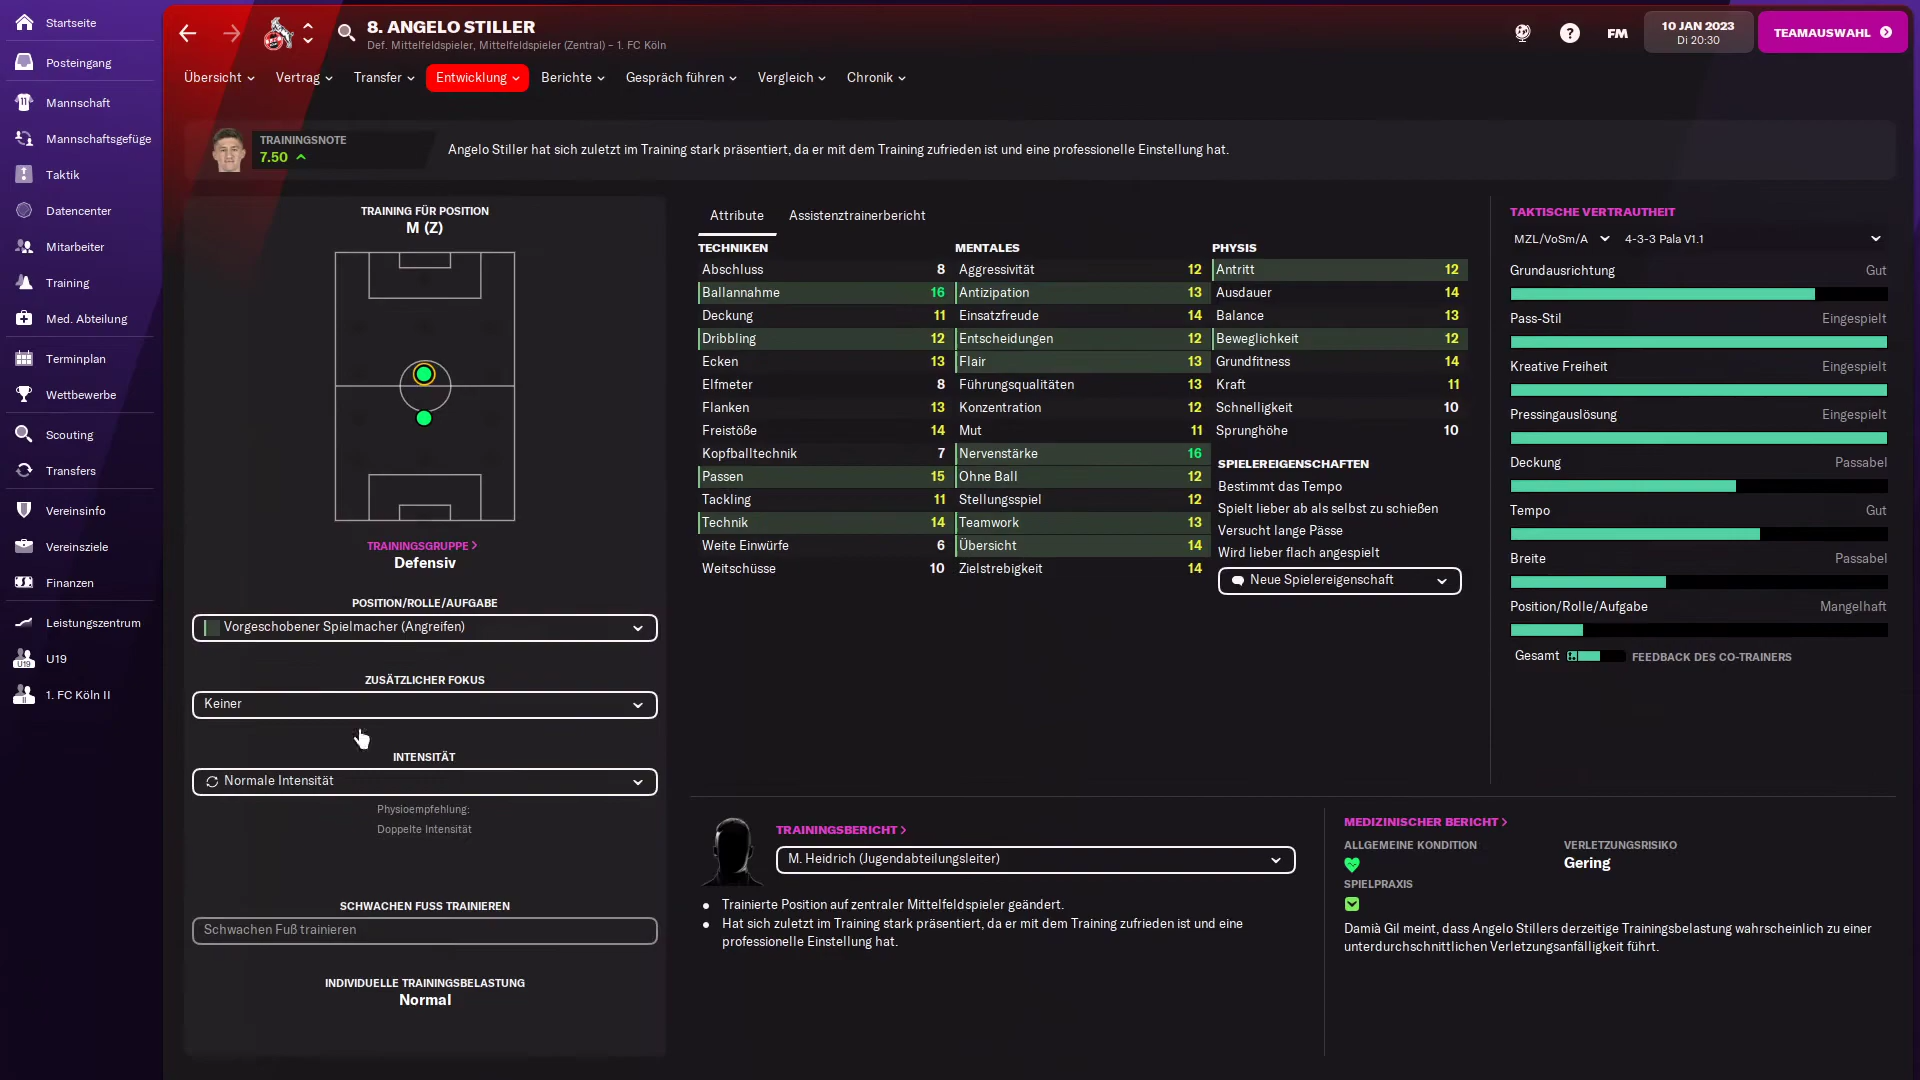 Startseite
Posteingang
Mannschaft
Mannschaftsgefüge
Taktik
Datencenter
Mitarbeiter
Training
Med. Abteilung
Terminplan
Wettbewerbe
Scouting
Transfers
Vereinsinfo
Vereinsziele
Finanzen
Leistungszentrum
U19
1. FC Köln II
8. ANGELO STILLER
Def. Mittelfeldspieler, Mittelfeldspieler (Zentral) – 1. FC Köln
FM
10 JAN 2023
Di 20:30
TEAMAUSWAHL
Übersicht Vertrag Transfer Entwicklung Berichte Gespräch führen Vergleich Chronik
TRAININGSNOTE
7.50
Angelo Stiller hat sich zuletzt im Training stark präsentiert, da er mit dem Training zufrieden ist und eine professionelle Einstellung hat.
TRAINING FÜR POSITION
M (Z)
TRAININGSGRUPPE
Defensiv
POSITION/ROLLE/AUFGABE
Vorgeschobener Spielmacher (Angreifen)
ZUSÄTZLICHER FOKUS
Keiner
INTENSITÄT
Normale Intensität
Physioempfehlung:
Doppelte Intensität
SCHWACHEN FUSS TRAINIEREN
Schwachen Fuß trainieren
INDIVIDUELLE TRAININGSBELASTUNG
Normal
Attribute Assistenztrainerbericht
TECHNIKEN
Abschluss 8
Ballannahme 16
Deckung 11
Dribbling 12
Ecken 13
Elfmeter 8
Flanken 13
Freistöße 14
Kopfballtechnik 7
Passen 15
Tackling 11
Technik 14
Weite Einwürfe 6
Weitschüsse 10
MENTALES
Aggressivität 12
Antizipation 13
Einsatzfreude 14
Entscheidungen 12
Flair 13
Führungsqualitäten 13
Konzentration 12
Mut 11
Nervenstärke 16
Ohne Ball 12
Stellungsspiel 12
Teamwork 13
Übersicht 14
Zielstrebigkeit 14
PHYSIS
Antritt 12
Ausdauer 14
Balance 13
Beweglichkeit 12
Grundfitness 14
Kraft 11
Schnelligkeit 10
Sprunghöhe 10
SPIELEREIGENSCHAFTEN
Bestimmt das Tempo
Spielt lieber ab als selbst zu schießen
Versucht lange Pässe
Wird lieber flach angespielt
Neue Spielereigenschaft
TAKTISCHE VERTRAUTHEIT
MZL/VoSm/A 4-3-3 Pala V1.1
Grundausrichtung Gut
Pass-Stil Eingespielt
Kreative Freiheit Eingespielt
Pressingauslösung Eingespielt
Deckung Passabel
Tempo Gut
Breite Passabel
Position/Rolle/Aufgabe Mangelhaft
Gesamt FEEDBACK DES CO-TRAINERS
TRAININGSBERICHT
M. Heidrich (Jugendabteilungsleiter)
Trainierte Position auf zentraler Mittelfeldspieler geändert.
Hat sich zuletzt im Training stark präsentiert, da er mit dem Training zufrieden ist und eine
professionelle Einstellung hat.
MEDIZINISCHER BERICHT
ALLGEMEINE KONDITION
VERLETZUNGSRISIKO
Gering
SPIELPRAXIS
Damià Gil meint, dass Angelo Stillers derzeitige Trainingsbelastung wahrscheinlich zu einer
unterdurchschnittlichen Verletzungsanfälligkeit führt.